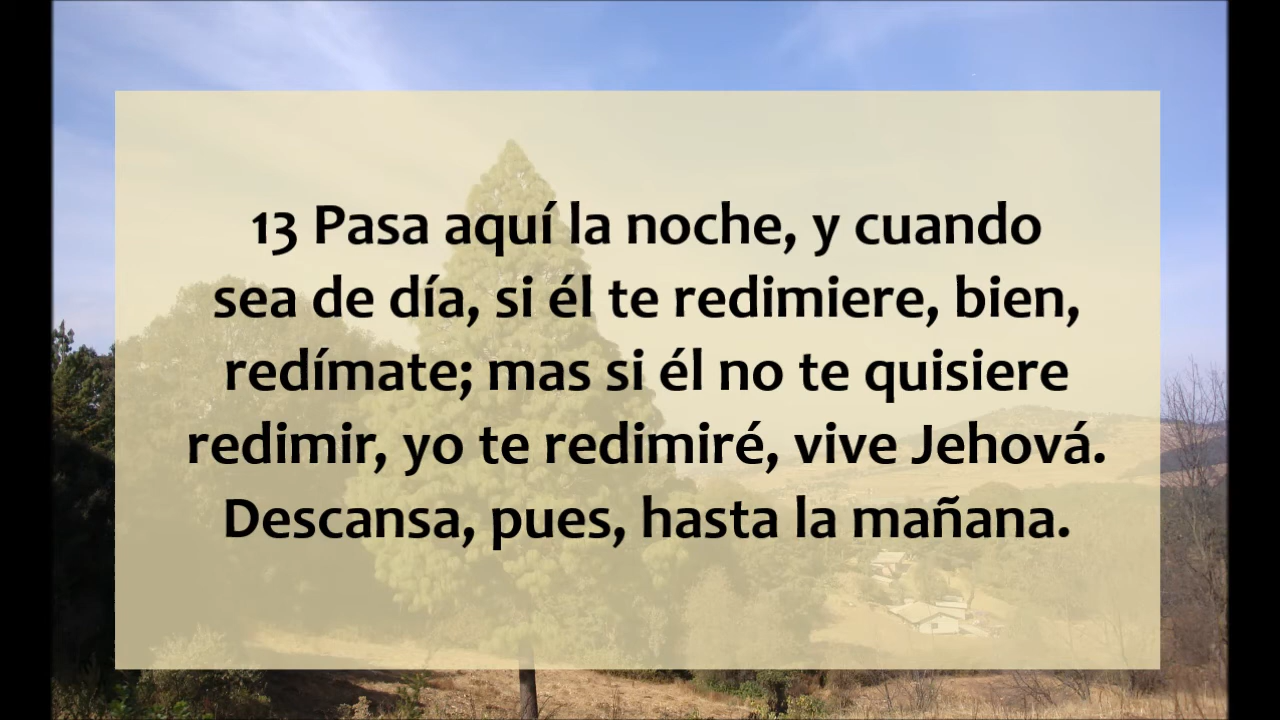 13 Pasa aquí la noche, y cuando
sea de día, si él te redimiere, bien,
redímate; mas si él no te quisiere
redimir, yo te redimiré, vive Jehová.
Descansa, pues, hasta la mañana.